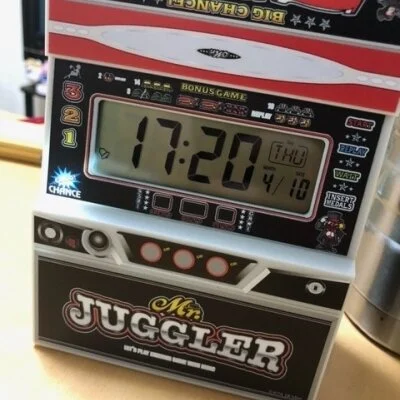 BIG CHANCE!
BONUS GAME
3
2
1
REPLAY
START
REPLAY
WAIT
INSERT
MEDALS
17:20
THU
4/10
CHANCE
Mr.
JUGGLER